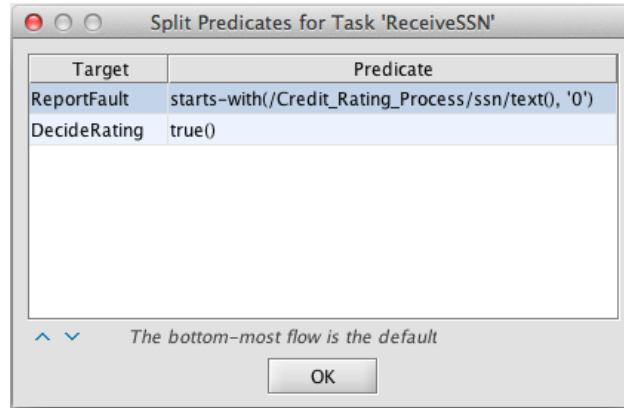 Split Predicates for Task 'ReceiveSSN'
Target Predicate
ReportFault starts-with(/Credit_Rating_Process/ssn/text(), '0')
DecideRating true()
The bottom-most flow is the default
OK